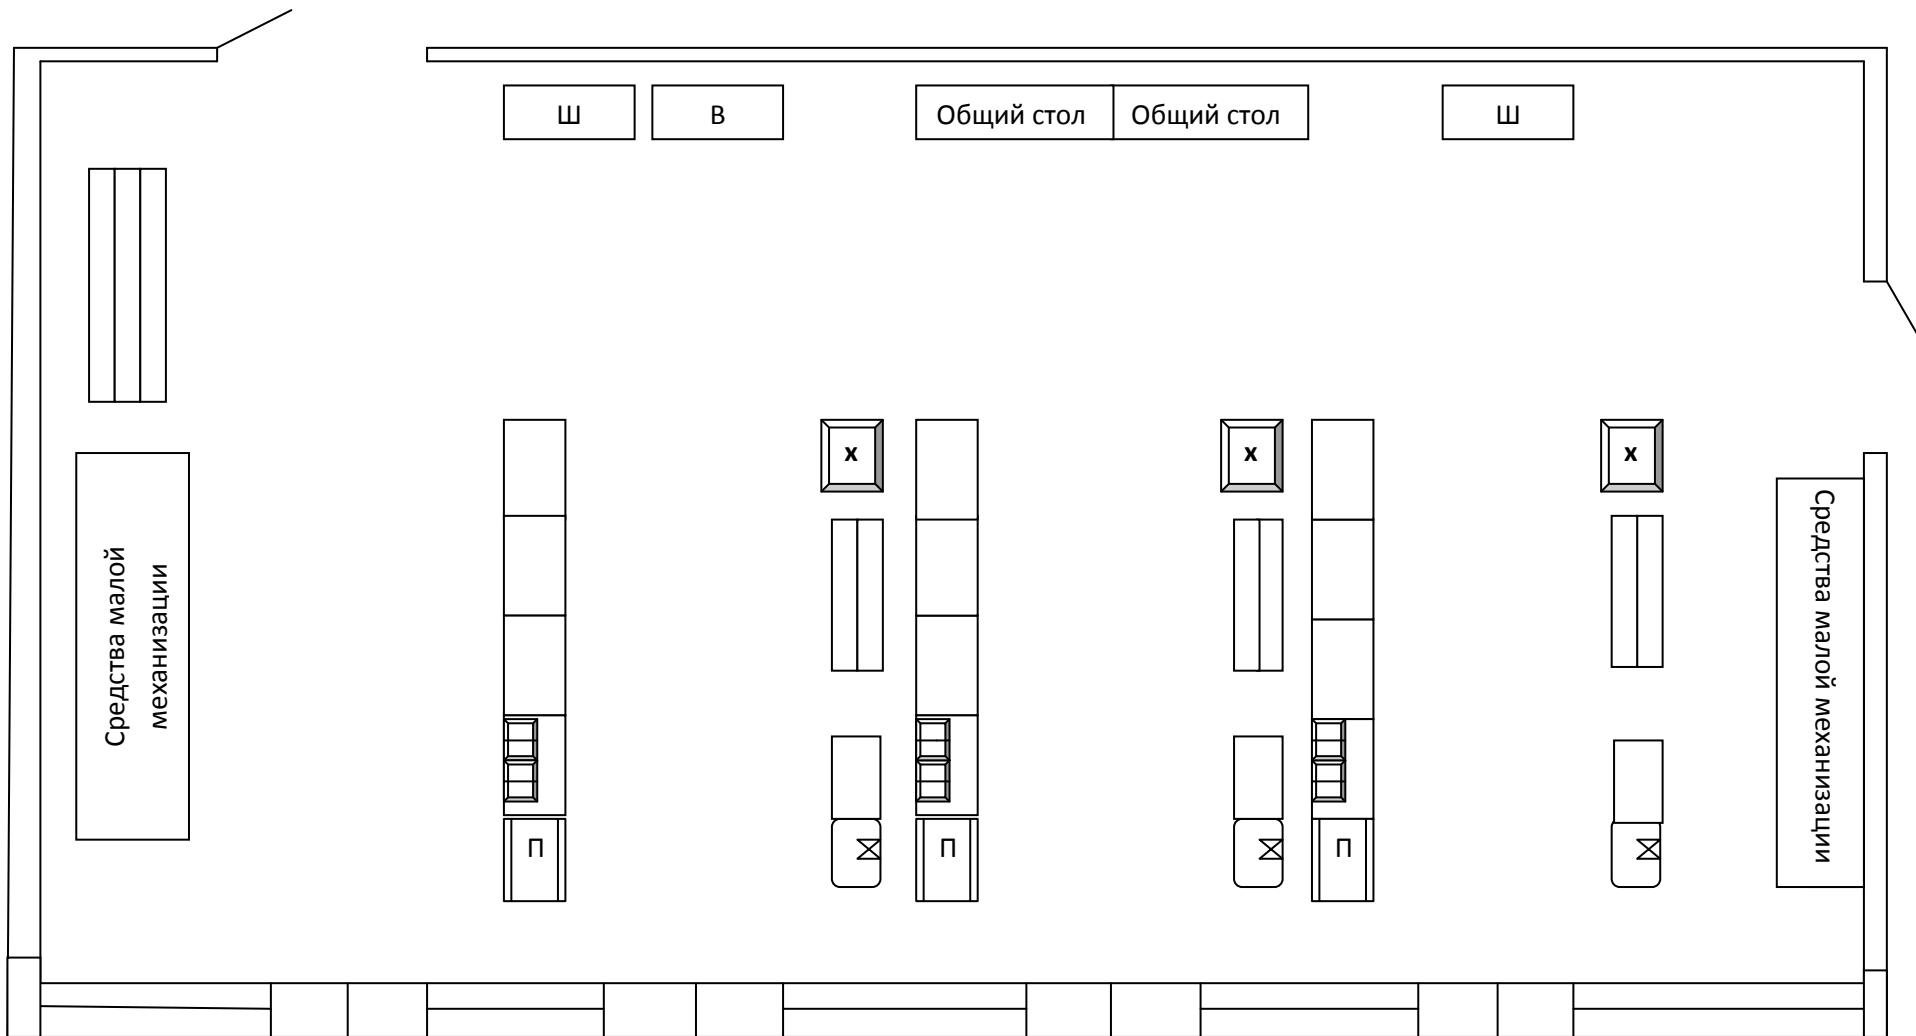 Ш
В
Общий стол
Общий стол
Ш
х
х
х
Средства малой
механизации
Средства малой механизации
П
П
П